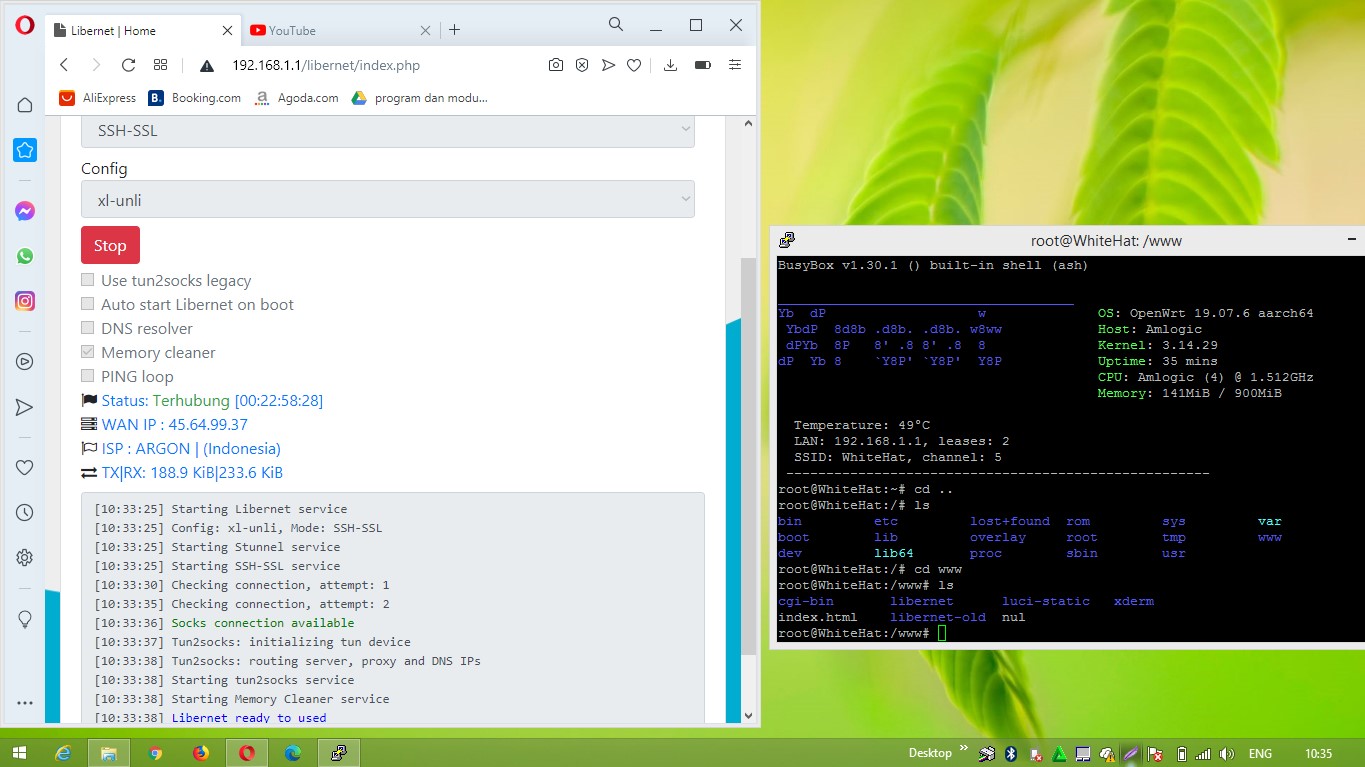 Libernet | Home
YouTube
192.168.1.1/libernet/index.php
AliExpress
B. Booking.com
a Agoda.com
program dan modu...
SSH-SSL
Config
xl-unli
Stop
Use tun2socks legacy
Auto start Libernet on boot
DNS resolver
Memory cleaner
PING loop
Status: Terhubung [00:22:58:28]
WAN IP : 45.64.99.37
ISP : ARGON | (Indonesia)
TX|RX: 188.9 KiB|233.6 KiB
[10:33:25] Starting Libernet service
[10:33:25] Config: xl-unli, Mode: SSH-SSL
[10:33:25] Starting Stunnel service
[10:33:25] Starting SSH-SSL service
[10:33:30] Checking connection, attempt: 1
[10:33:35] Checking connection, attempt: 2
[10:33:36] Socks connection available
[10:33:37] Tun2socks: initializing tun device
[10:33:38] Tun2socks: routing server, proxy and DNS IPs
[10:33:38] Starting tun2socks service
[10:33:38] Starting Memory Cleaner service
[10:33:38] Libernet ready to used
root@WhiteHat: /www
BusyBox v1.30.1 () built-in shell (ash)
Yb  dP                   w
 YbdP  8d8b .d8b. .d8b. w8ww
 dPYb  8P   8' .8 8' .8  8
dP  Yb 8    `Y8P' `Y8P'  Y8P
OS: OpenWrt 19.07.6 aarch64
Host: Amlogic
Kernel: 3.14.29
Uptime: 35 mins
CPU: Amlogic (4) @ 1.512GHz
Memory: 141MiB / 900MiB
Temperature: 49°C
LAN: 192.168.1.1, leases: 2
SSID: WhiteHat, channel: 5
------------------------------------------------------
root@WhiteHat:~# cd ..
root@WhiteHat:/# ls
bin etc lost+found rom sys var
boot lib overlay root tmp www
dev lib64 proc sbin usr
root@WhiteHat:/# cd www
root@WhiteHat:/www# ls
cgi-bin libernet luci-static xderm
index.html libernet-old nul
root@WhiteHat:/www#
Desktop
ENG
10:35